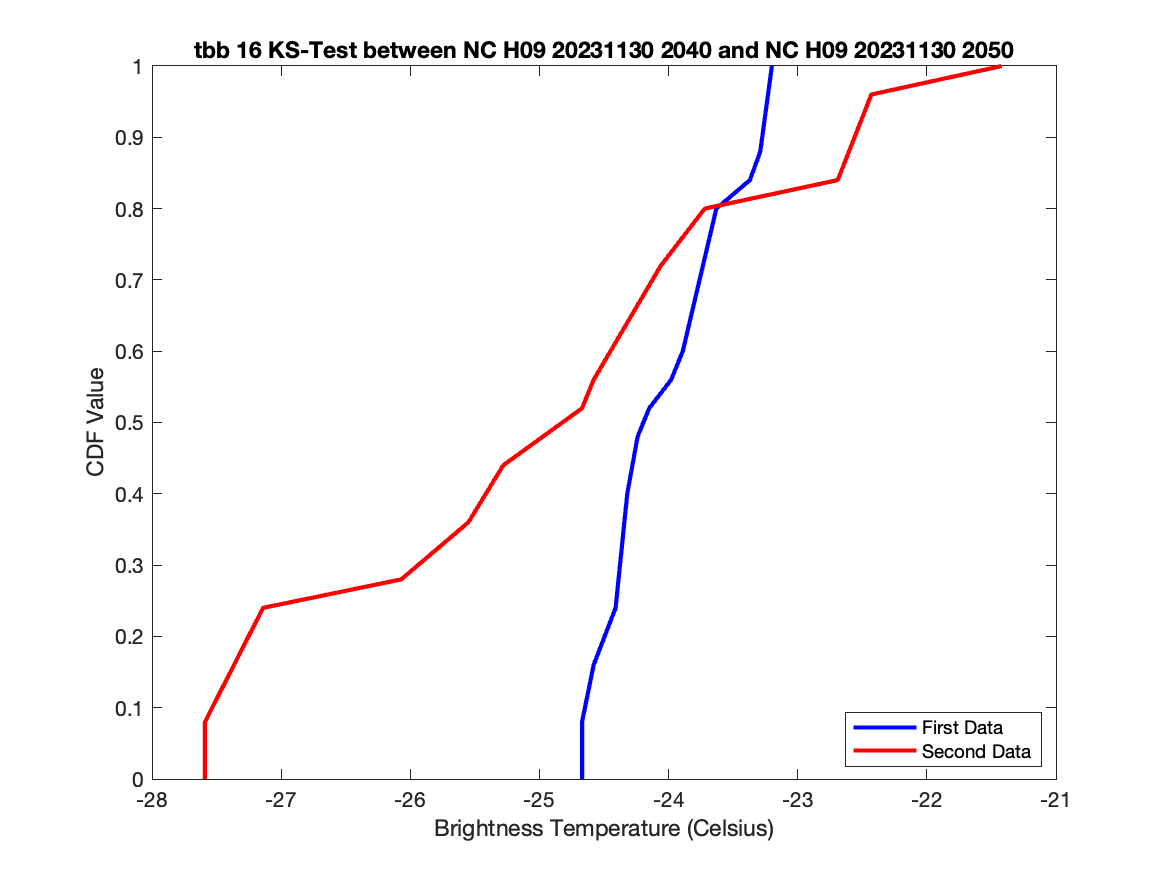 tbb 16 KS-Test between NC H09 20231130 2040 and NC H09 20231130 2050
1
0.9
0.8
0.7
0.6
0.5
0.4
0.3
0.2
0.1
0
CDF Value
First Data
Second Data
-28 -27 -26 -25 -24 -23 -22 -21
Brightness Temperature (Celsius)